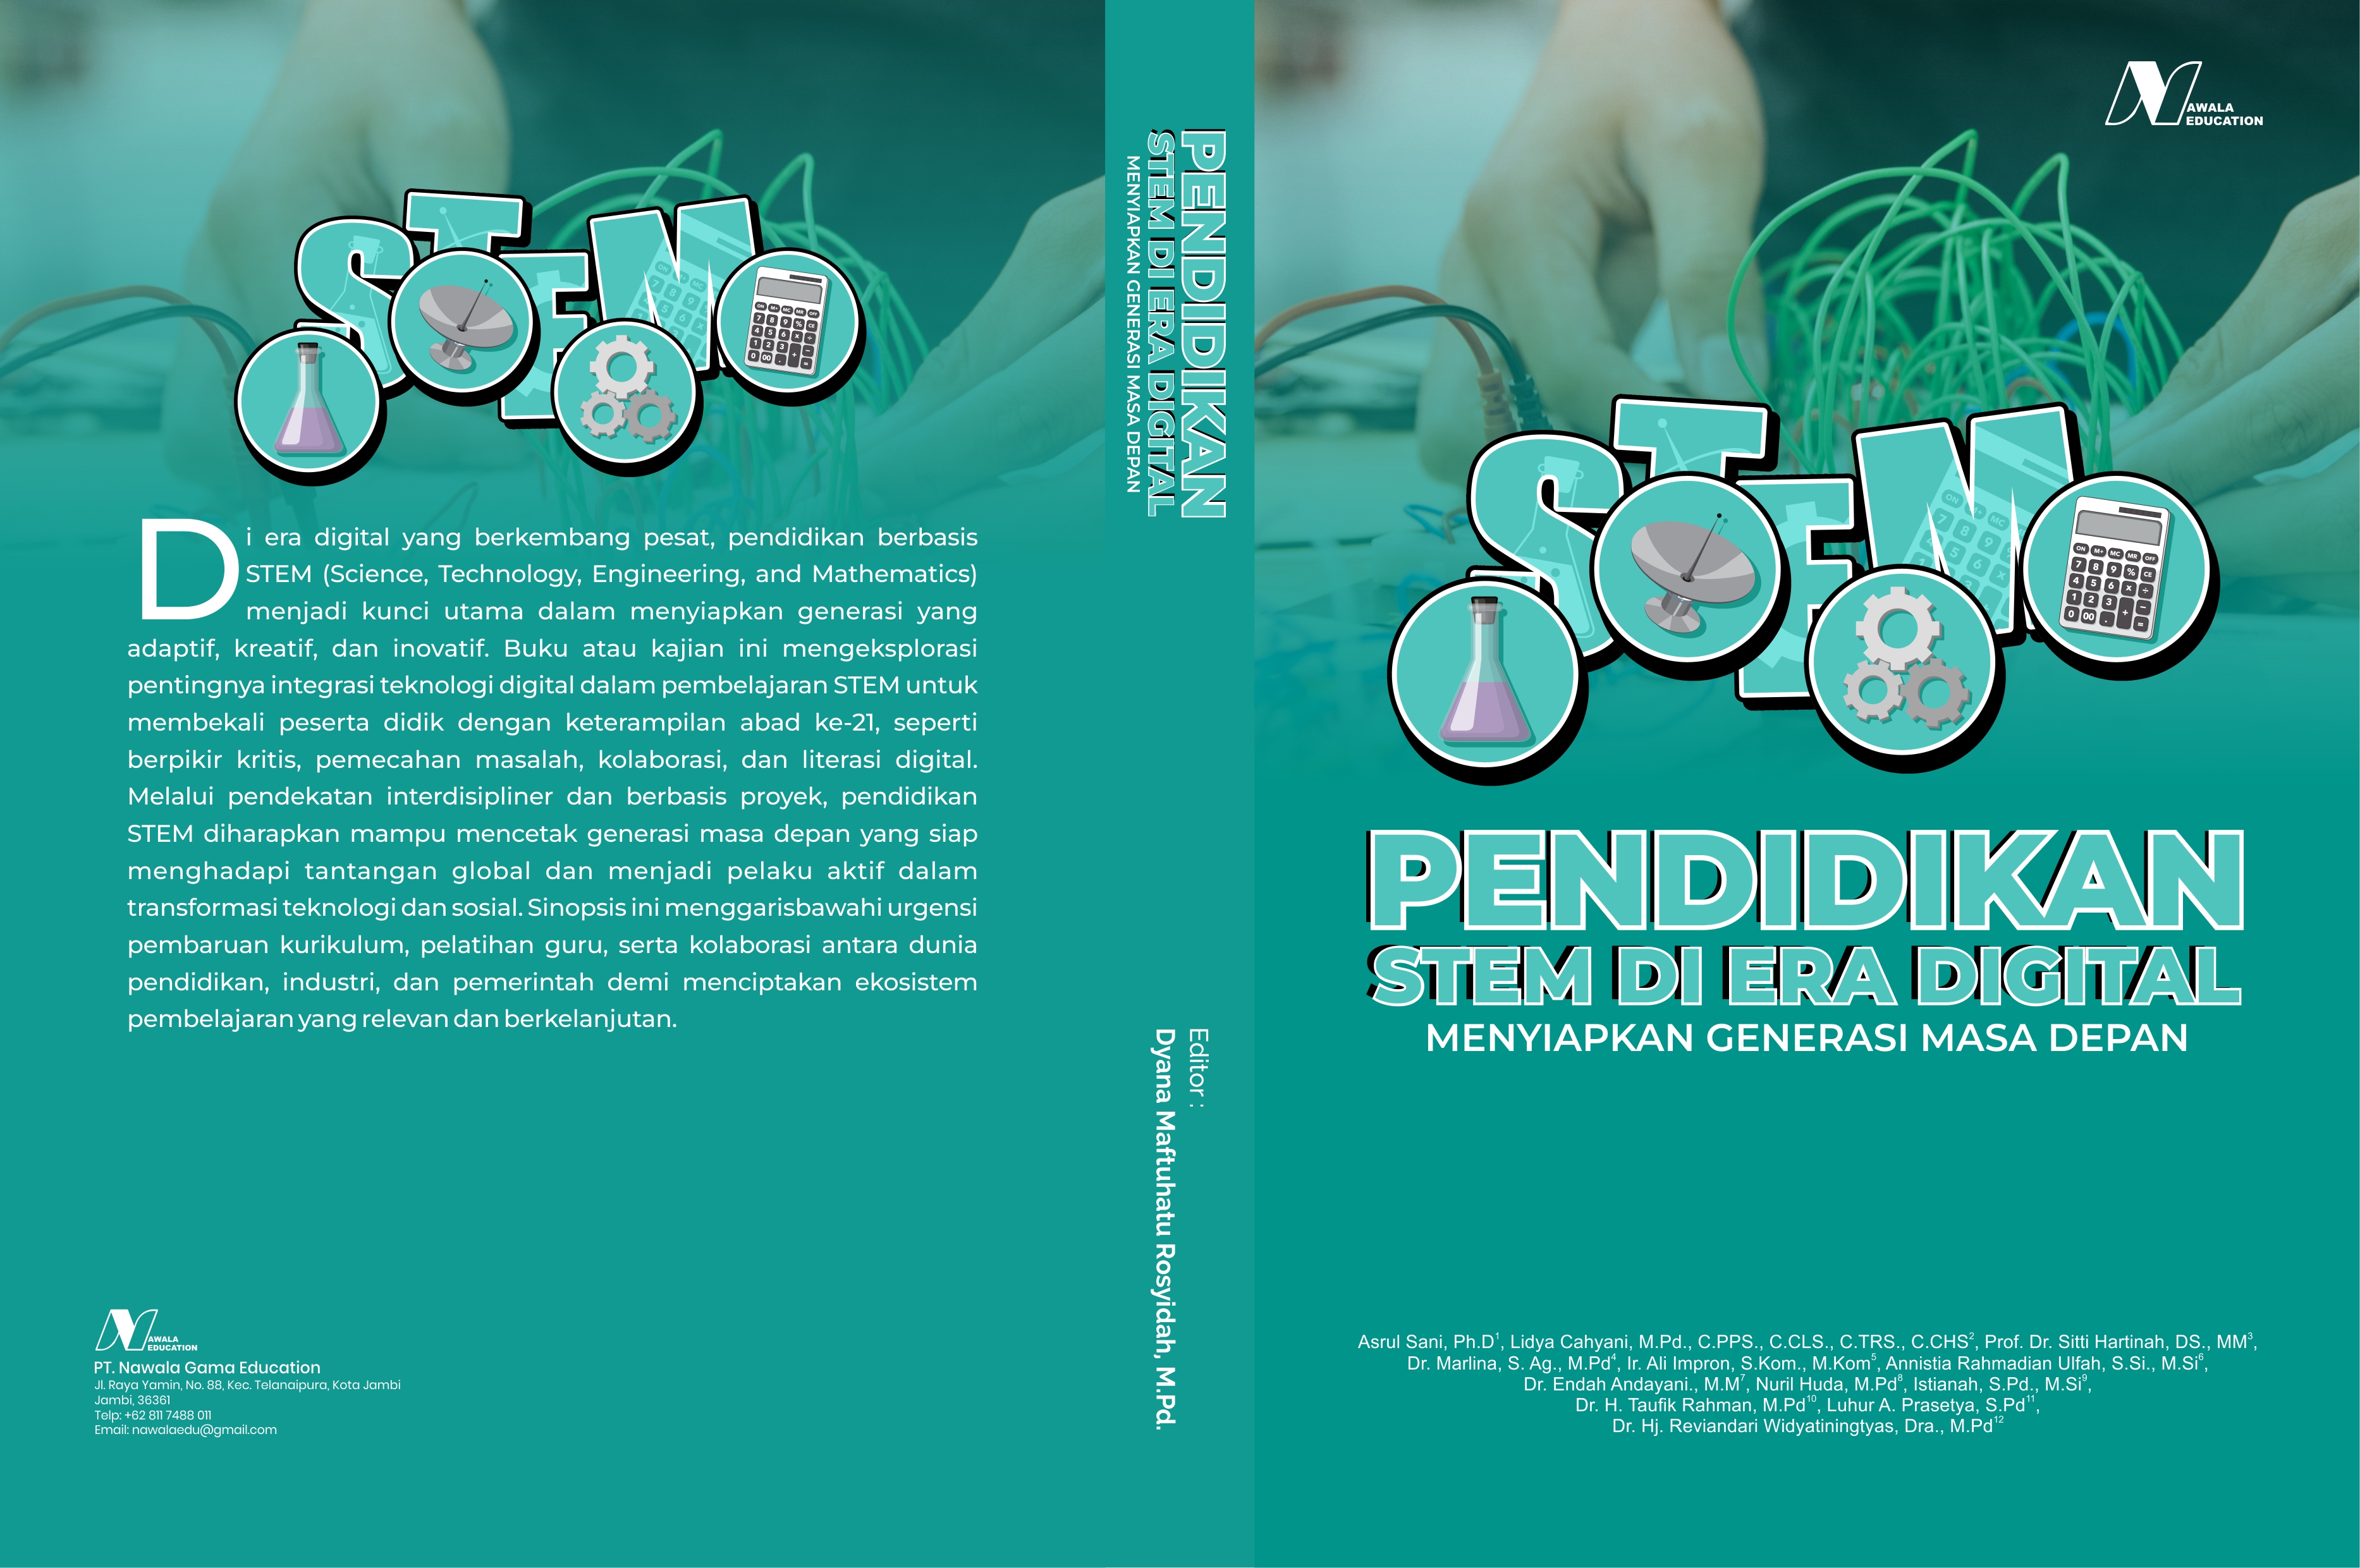 STEM
Di era digital yang berkembang pesat, pendidikan berbasis
STEM (Science, Technology, Engineering, and Mathematics)
menjadi kunci utama dalam menyiapkan generasi yang
adaptif, kreatif, dan inovatif. Buku atau kajian ini mengeksplorasi
pentingnya integrasi teknologi digital dalam pembelajaran STEM untuk
membekali peserta didik dengan keterampilan abad ke-21, seperti
berpikir kritis, pemecahan masalah, kolaborasi, dan literasi digital.
Melalui pendekatan interdisipliner dan berbasis proyek, pendidikan
STEM diharapkan mampu mencetak generasi masa depan yang siap
menghadapi tantangan global dan menjadi pelaku aktif dalam
transformasi teknologi dan sosial. Sinopsis ini menggarisbawahi urgensi
pembaruan kurikulum, pelatihan guru, serta kolaborasi antara dunia
pendidikan, industri, dan pemerintah demi menciptakan ekosistem
pembelajaran yang relevan dan berkelanjutan.
NAWALA
EDUCATION
PT. Nawala Gama Education
Jl. Raya Yamin, No. 88, Kec. Telanaipura, Kota Jambi
Jambi, 36361
Telp: +62 811 7488 011
Email: nawalaedu@gmail.com
PENDIDIKAN
STEM DI ERA DIGITAL
MENYIAPKAN GENERASI MASA DEPAN
Editor :
Dyana Maftuhatu Rosyidah, M.Pd.
NAWALA
EDUCATION
STEM
PENDIDIKAN
STEM DI ERA DIGITAL
MENYIAPKAN GENERASI MASA DEPAN
Asrul Sani, Ph.D¹, Lidya Cahyani, M.Pd., C.PPS., C.CLS., C.TRS., C.CHS², Prof. Dr. Sitti Hartinah, DS., MM³,
Dr. Marlina, S. Ag., M.Pd⁴, Ir. Ali Impron, S.Kom., M.Kom⁵, Annistia Rahmadian Ulfah, S.Si., M.Si⁶,
Dr. Endah Andayani., M.M⁷, Nuril Huda, M.Pd⁸, Istianah, S.Pd., M.Si⁹,
Dr. H. Taufik Rahman, M.Pd¹⁰, Luhur A. Prasetya, S.Pd¹¹,
Dr. Hj. Reviandari Widyatiningtyas, Dra., M.Pd¹²